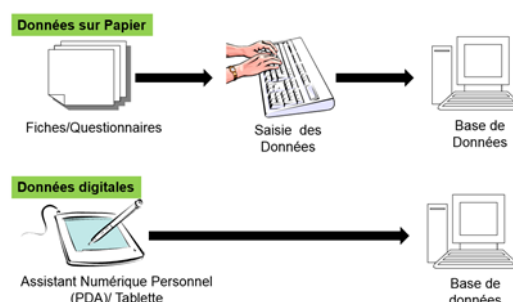 Données sur Papier
Fiches/Questionnaires
Saisie des
Données
Base de
Données
Données digitales
Assistant Numérique Personnel
(PDA)/ Tablette
Base de
données